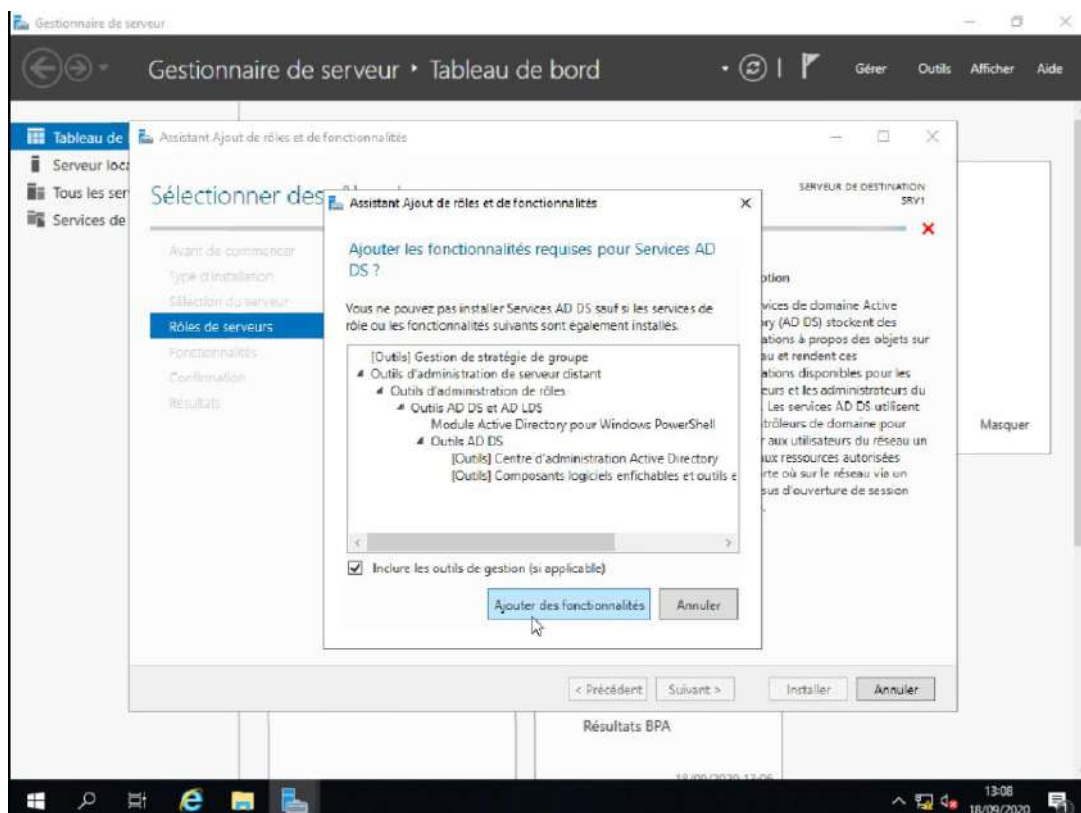 Gestionnaire de serveur
Gestionnaire de serveur • Tableau de bord
Gérer Outils Afficher Aide
Tableau de
Serveur loca
Tous les ser
Services de
Assistant Ajout de rôles et de fonctionnalités
Sélectionner des
SERVEUR DE DESTINATION
SRV1
Avant de commencer
Type d'installation
Sélection du serveur
Rôles de serveurs
Fonctionnalités
Confirmation
Résultats
Assistant Ajout de rôles et de fonctionnalités
Ajouter les fonctionnalités requises pour Services AD
DS ?
Vous ne pouvez pas installer Services AD DS sauf si les services de
rôle ou les fonctionnalités suivants sont également installés.
[Outils] Gestion de stratégie de groupe
Outils d'administration de serveur distant
Outils d'administration de rôles
Outils AD DS et AD LDS
Module Active Directory pour Windows PowerShell
Outils AD DS
[Outils] Centre d'administration Active Directory
[Outils] Composants logiciels enfichables et outils e
Inclure les outils de gestion (si applicable)
Ajouter des fonctionnalités Annuler
ption
vices de domaine Active
ory (AD DS) stockent des
ations à propos des objets sur
au et rendent ces
ations disponibles pour les
eurs et les administrateurs du
. Les services AD DS utilisent
trôleurs de domaine pour
r aux utilisateurs du réseau un
aux ressources autorisées
rte où sur le réseau via un
sus d'ouverture de session
Masquer
< Précédent Suivant > Installer Annuler
Résultats BPA
18/09/2020 13:06
13:08
18/09/2020